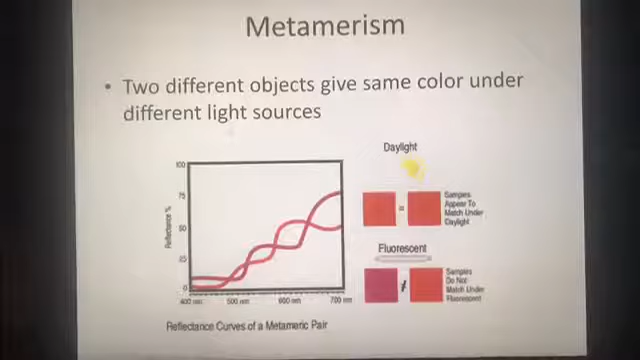 Metamerism
• Two different objects give same color under
different light sources
Daylight
100
75
50
25
0
Reflectance %
400 nm 500 nm 600 nm 700 nm
=
Samples
Appear To
Match Under
Daylight
Fluorescent
≠
Samples
Do Not
Match Under
Fluorescent
Reflectance Curves of a Metameric Pair